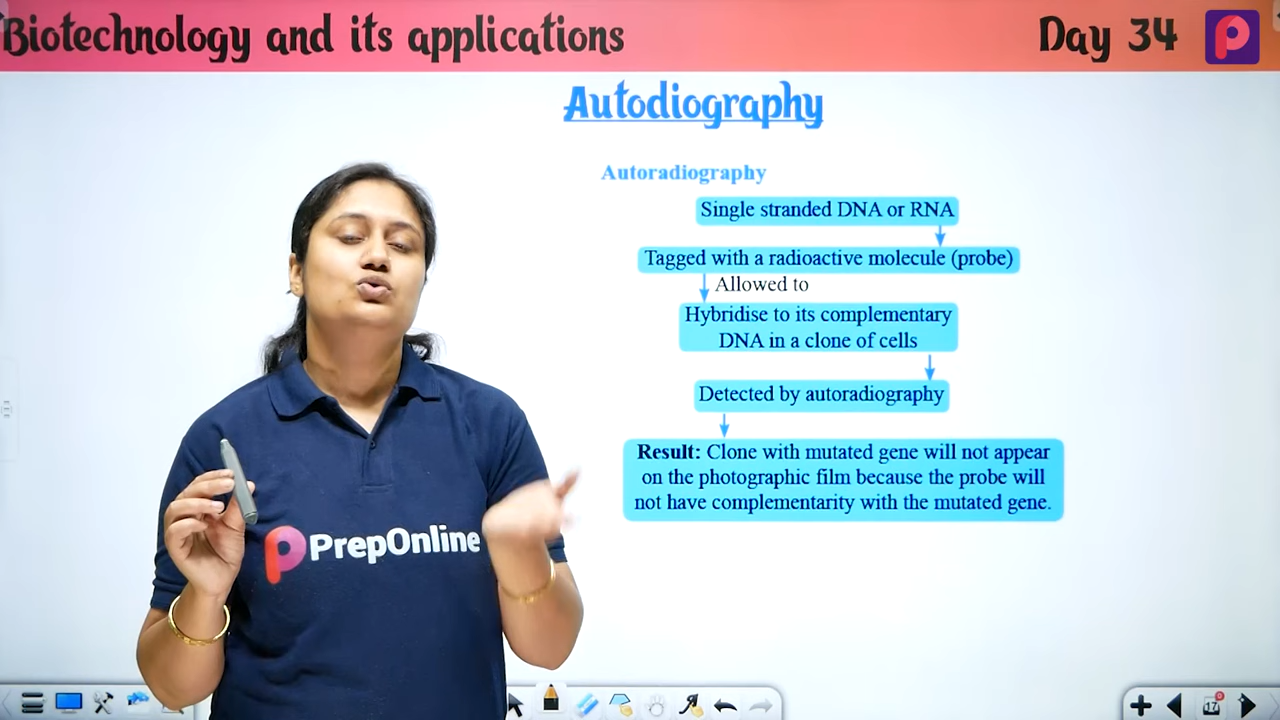 Biotechnology and its applications
Day 34
Autodiography
Autoradiography
Single stranded DNA or RNA
Tagged with a radioactive molecule (probe)
Allowed to
Hybridise to its complementary
DNA in a clone of cells
Detected by autoradiography
Result: Clone with mutated gene will not appear
on the photographic film because the probe will
not have complementarity with the mutated gene.
PrepOnline
17